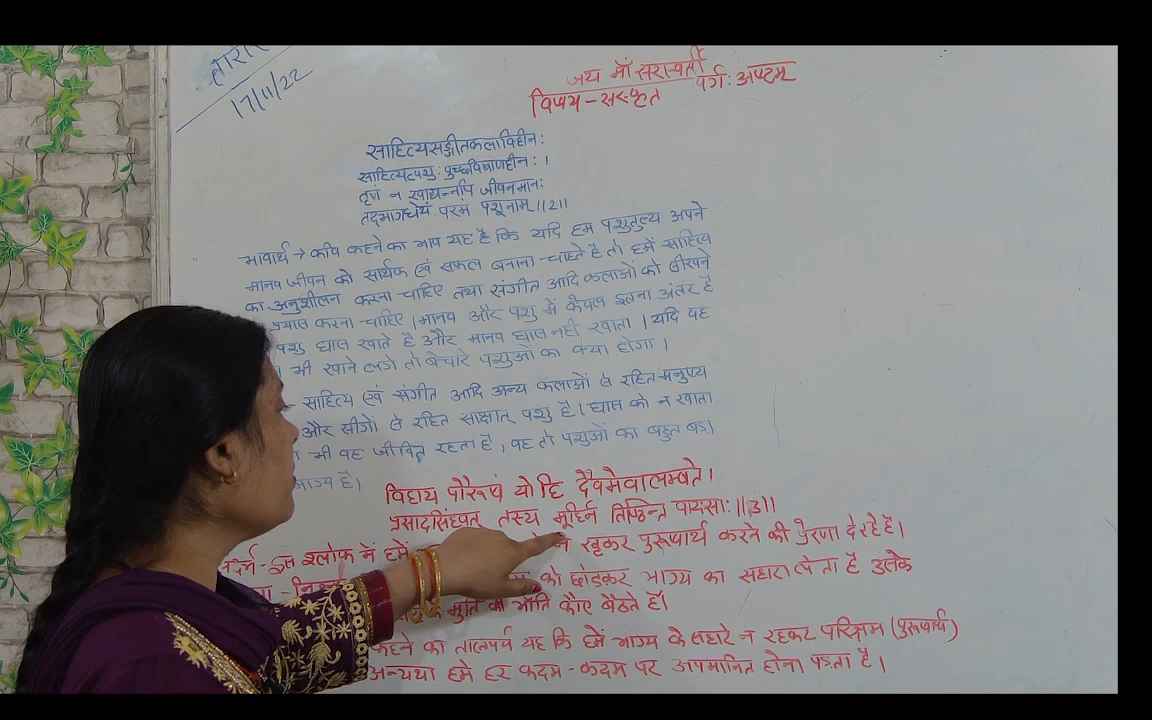 तारीख
17/11/22
जय माँ सरस्वती
विषय - संस्कृत वर्ग: अष्टम
साहित्यसङ्गीतकलाविहीन:
साहित्यत्पशु: पुच्छविषाणहीन: ।
तृणं न खादन्नपि जीवनमान:
तद्भागधेयं परमं पशूनाम् ||2||
भावार्थ → कवि कहने का भाव यह है कि यदि हम पशुतुल्य अपने
मानव जीवन को सार्थक एवं सफल बनाना चाहते है तो हमें साहित्य
का अनुशीलन करना चाहिए तथा संगीत आदि कलाओं को सीखने
प्रयास करना चाहिए । मानव और पशु में केवल इतना अंतर है
पशु घास खाते है और मानव घास नही खाता । यदि वह
भी खाने लगे तो बेचारे पशुओं का क्या होगा ।
साहित्य एवं संगीत आदि अन्य कलाओं से रहित मनुष्य
और सींगों से रहित साक्षात् पशु है । घास को न खाता
भी वह जीवित रहता है , यह तो पशुओं का बहुत बड़ा
भाग्य है ।
विहाय पौरूषं यो हि दैवमेवालम्बते ।
प्रसादसिंहवत् तस्य मूर्ध्नि तिष्ठन्ति वायसा: ||3||
श्लोक में हमें न रहकर पुरूषार्थ करने की प्रेरणा दे रहे हैं ।
को छोडकर भाग्य का सहारा लेता है उसके
मुर्ति की भाँति कौए बैठते हैं ।
कहने का तात्पर्य यह कि हमें भाग्य के सहारे न रहकर परिश्रम (पुरूषार्थ)
अन्यथा हमे हर कदम - कदम पर अपमानित होना पड़ता है ।